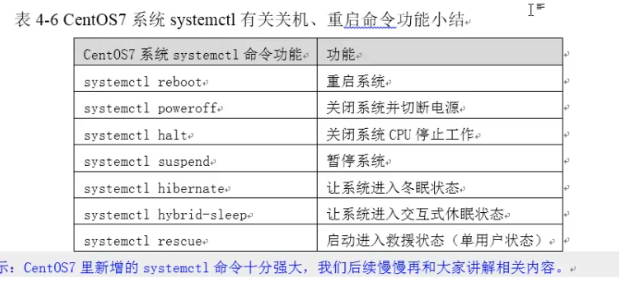 表 4-6 CentOS7 系统 systemctl 有关关机、重启命令功能小结
CentOS7 系统 systemctl 命令功能 功能
systemctl reboot 重启系统
systemctl poweroff 关闭系统并切断电源
systemctl halt 关闭系统 CPU 停止工作
systemctl suspend 暂停系统
systemctl hibernate 让系统进入冬眠状态
systemctl hybrid-sleep 让系统进入交互式休眠状态
systemctl rescue 启动进入救援状态（单用户状态）
示：CentOS7 里新增的 systemctl 命令十分强大，我们后续慢慢再和大家讲解相关内容。